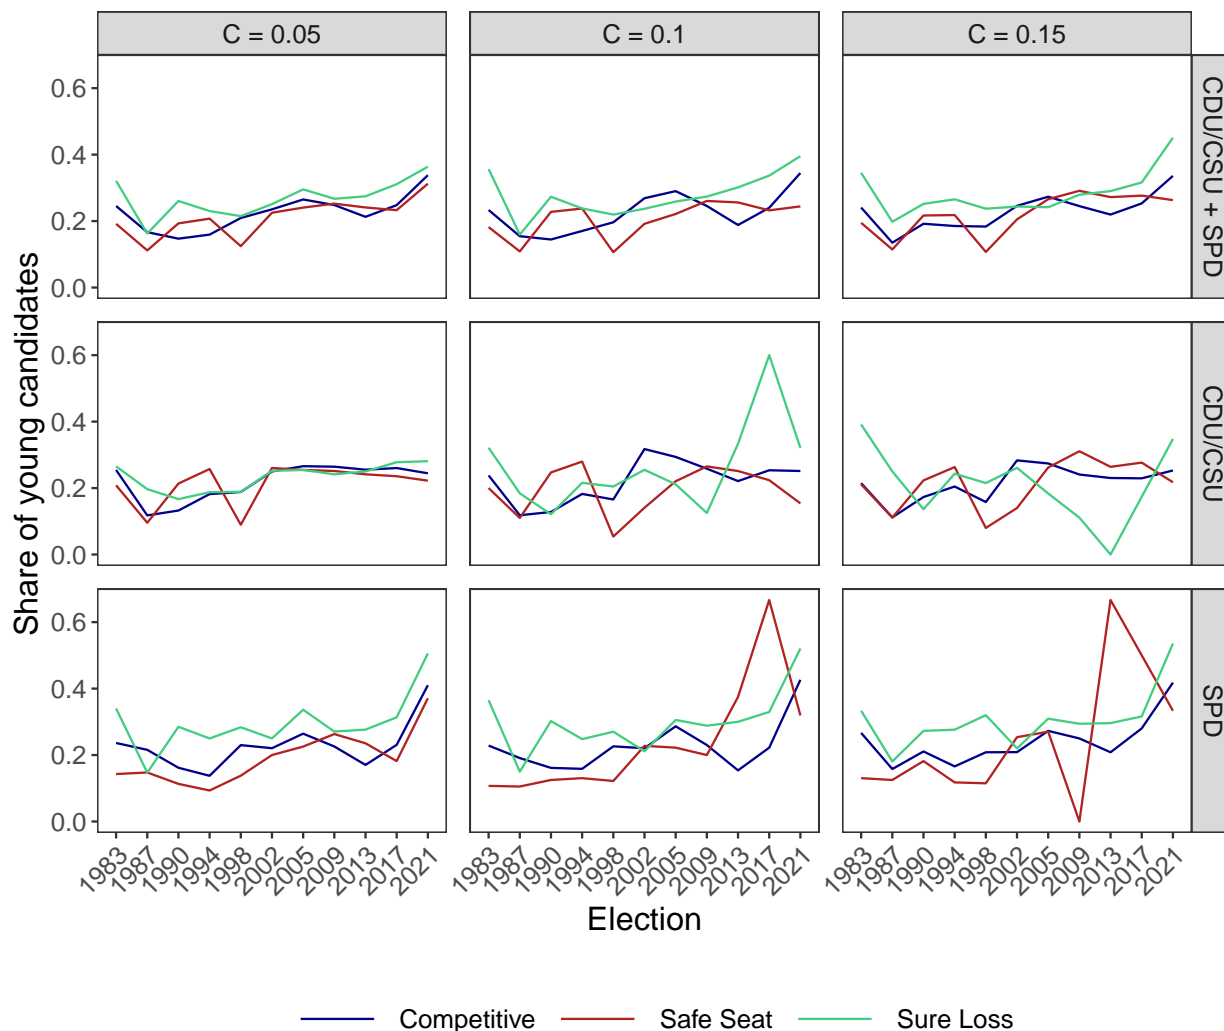 C = 0.05 C = 0.1 C = 0.15
CDU/CSU + SPD
CDU/CSU
SPD
Share of young candidates
0.6
0.4
0.2
0.0
0.6
0.4
0.2
0.0
0.6
0.4
0.2
0.0
1983 1987 1990 1994 1998 2002 2005 2009 2013 2017 2021
1983 1987 1990 1994 1998 2002 2005 2009 2013 2017 2021
1983 1987 1990 1994 1998 2002 2005 2009 2013 2017 2021
Election
Competitive Safe Seat Sure Loss